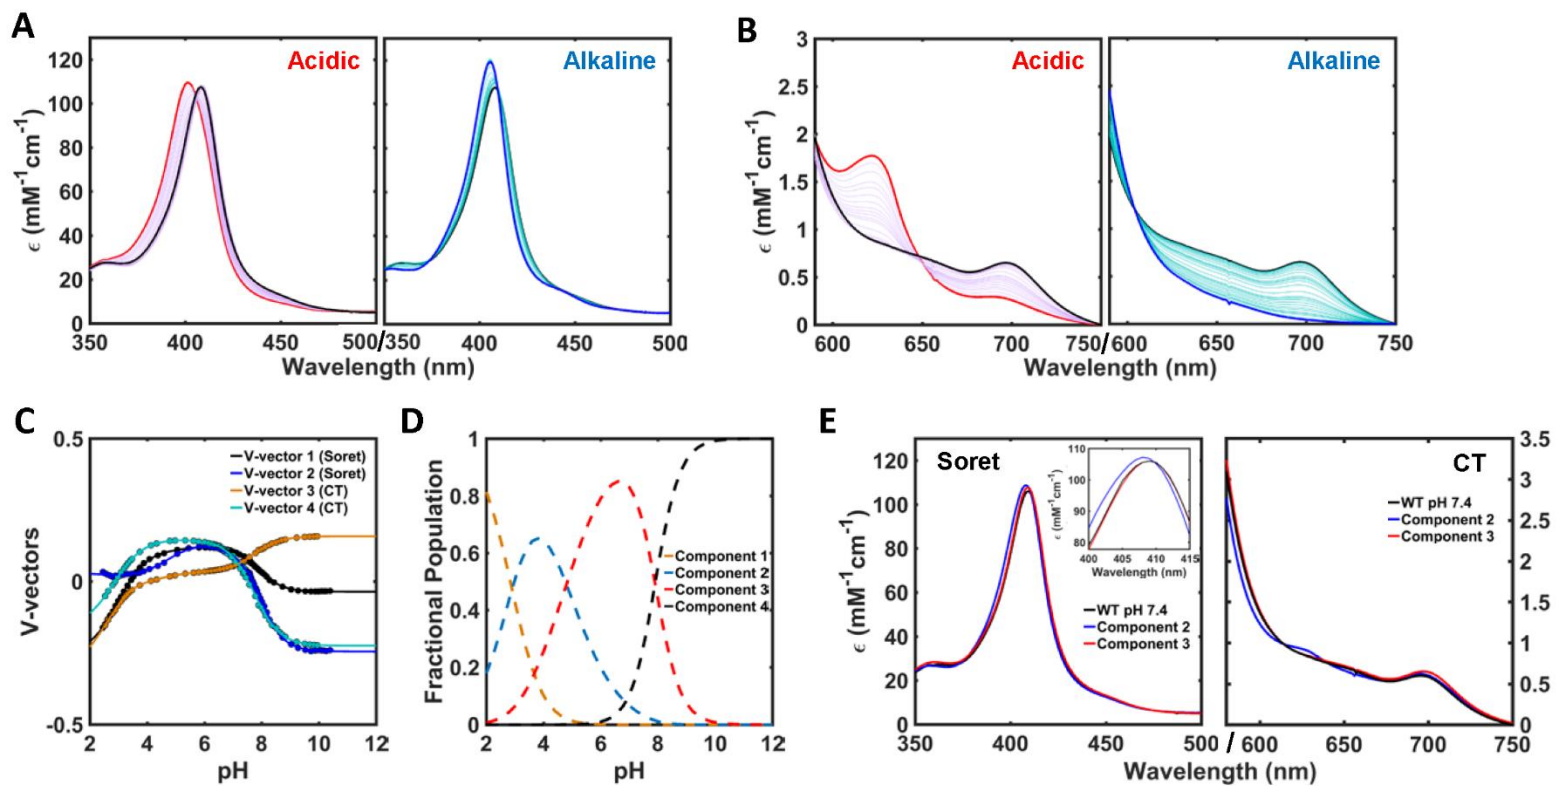 A
Acidic
Alkaline
120
100
80
60
40
20
0
ϵ (mM⁻¹cm⁻¹)
350
400
450
500/350
400
450
500
Wavelength (nm)
B
Acidic
Alkaline
3
2.5
2
1.5
1
0.5
0
ϵ (mM⁻¹cm⁻¹)
600
650
700
750/600
650
700
750
Wavelength (nm)
C
0.5
0
-0.5
V-vectors
V-vector 1 (Soret)
V-vector 2 (Soret)
V-vector 3 (CT)
V-vector 4 (CT)
2
4
6
8
10
12
pH
D
1
0.8
0.6
0.4
0.2
0
Fractional Population
Component 1
Component 2
Component 3
Component 4
2
4
6
8
10
12
pH
E
Soret
120
100
80
60
40
20
0
ϵ (mM⁻¹cm⁻¹)
110
100
90
80
ϵ (mM⁻¹cm⁻¹)
400
405
410
415
Wavelength (nm)
WT pH 7.4
Component 2
Component 3
350
400
450
500
/
CT
WT pH 7.4
Component 2
Component 3
3.5
3
2.5
2
1.5
1
0.5
0
600
650
700
750
Wavelength (nm)